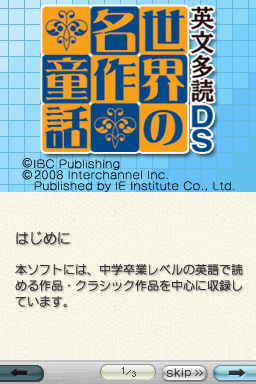 英文多読DS
世界の
名作
童話
©IBC Publishing
©2008 Interchannel Inc.
Published by IE Institute Co., Ltd.
はじめに
本ソフトには、中学卒業レベルの英語で読
める作品・クラシック作品を中心に収録し
ています。
1/3
skip